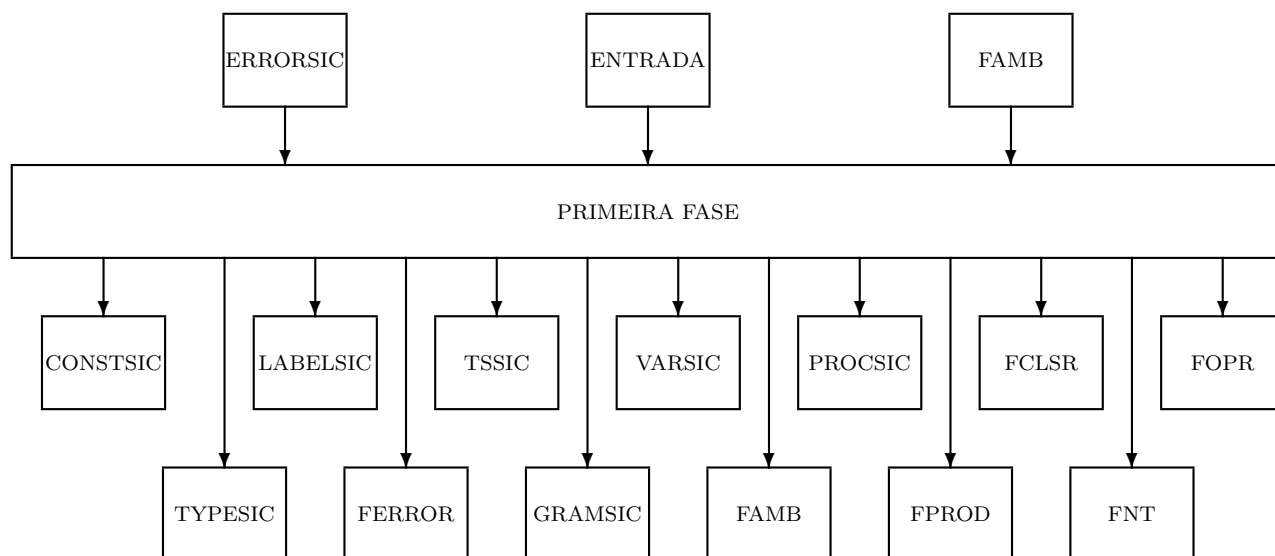 ERRORSIC ENTRADA FAMB
PRIMEIRA FASE
CONSTSIC LABELSIC TSSIC VARSIC PROCSIC FCLSR FOPR
TYPESIC FERROR GRAMSIC FAMB FPROD FNT